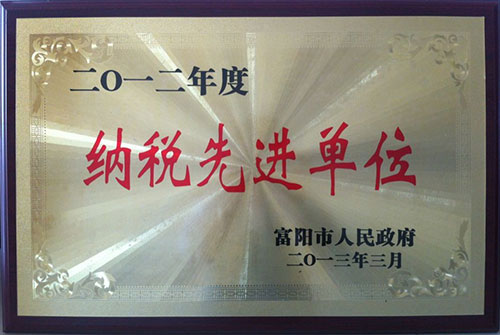 二〇一二年度
纳税先进单位
富阳市人民政府
二〇一三年三月